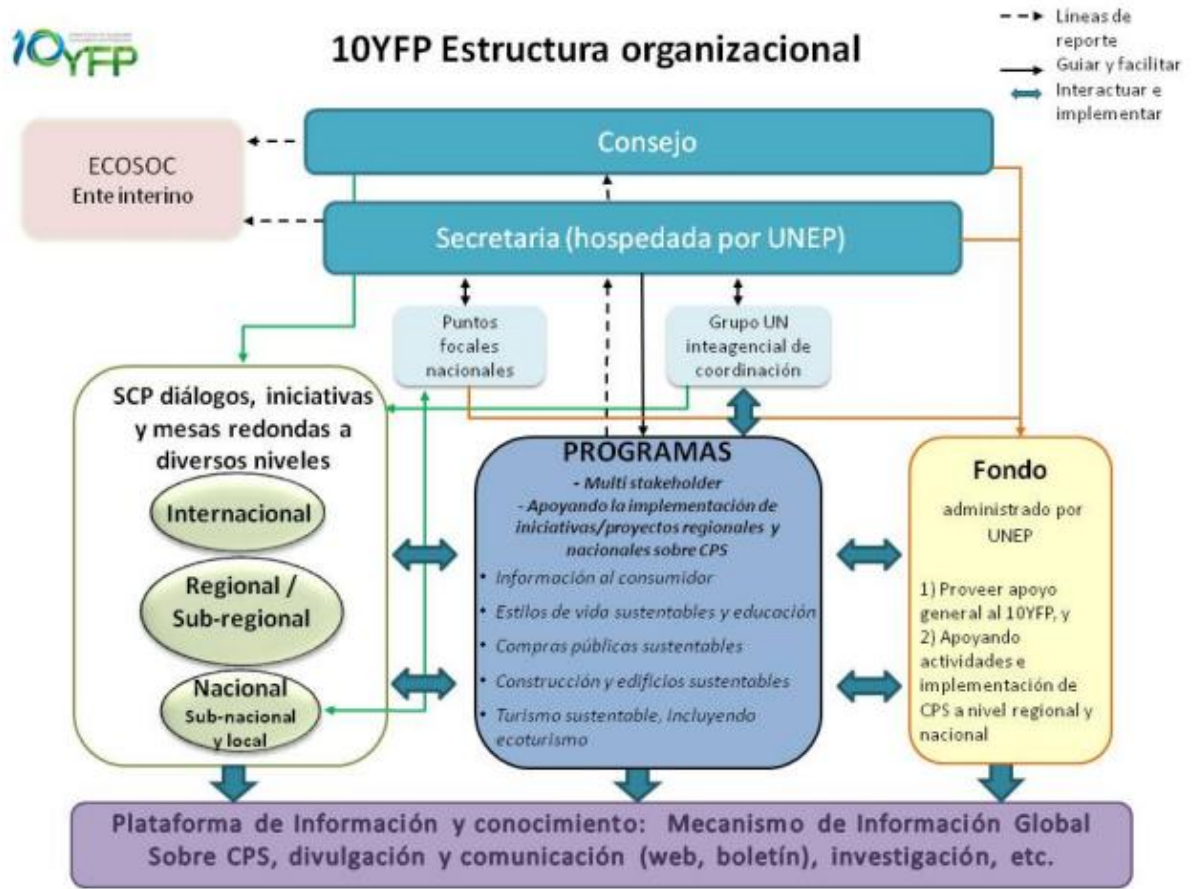 10YFP
10YFP Estructura organizacional
Líneas de
reporte
Guiar y facilitar
Interactuar e
implementar
Consejo
ECOSOC
Ente interino
Secretaria (hospedada por UNEP)
Puntos
focales
nacionales
Grupo UN
inteagencial de
coordinación
SCP diálogos, iniciativas
y mesas redondas a
diversos niveles
Internacional
Regional /
Sub-regional
Nacional
Sub-nacional
y local
PROGRAMAS
- Multi stakeholder
- Apoyando la implementación de
iniciativas/proyectos regionales y
nacionales sobre CPS
• Información al consumidor
• Estilos de vida sustentables y educación
• Compras públicas sustentables
• Construcción y edificios sustentables
• Turismo sustentable, incluyendo
ecoturismo
Fondo
administrado por
UNEP
1) Proveer apoyo
general al 10YFP, y
2) Apoyando
actividades e
implementación de
CPS a nivel regional y
nacional
Plataforma de Información y conocimiento: Mecanismo de Información Global
Sobre CPS, divulgación y comunicación (web, boletín), investigación, etc.